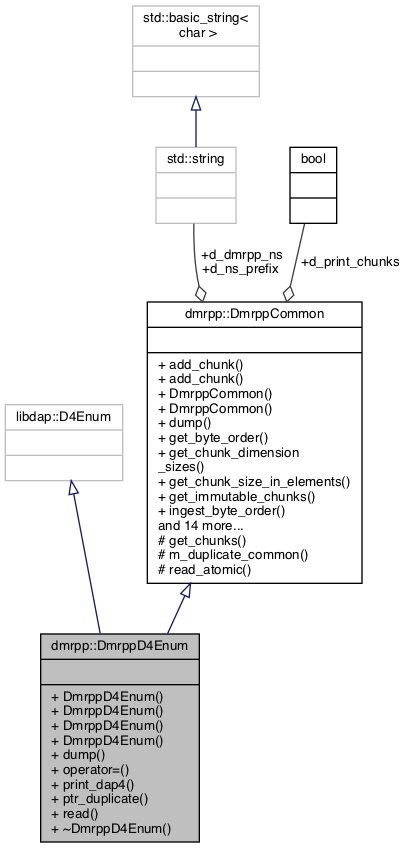 std::basic_string<
char >
std::string
bool
+d_dmrpp_ns
+d_ns_prefix
+d_print_chunks
dmrpp::DmrppCommon
+ add_chunk()
+ add_chunk()
+ DmrppCommon()
+ DmrppCommon()
+ dump()
+ get_byte_order()
+ get_chunk_dimension
_sizes()
+ get_chunk_size_in_elements()
+ get_immutable_chunks()
+ ingest_byte_order()
and 14 more...
# get_chunks()
# m_duplicate_common()
# read_atomic()
libdap::D4Enum
dmrpp::DmrppD4Enum
+ DmrppD4Enum()
+ DmrppD4Enum()
+ DmrppD4Enum()
+ DmrppD4Enum()
+ dump()
+ operator=()
+ print_dap4()
+ ptr_duplicate()
+ read()
+ ~DmrppD4Enum()